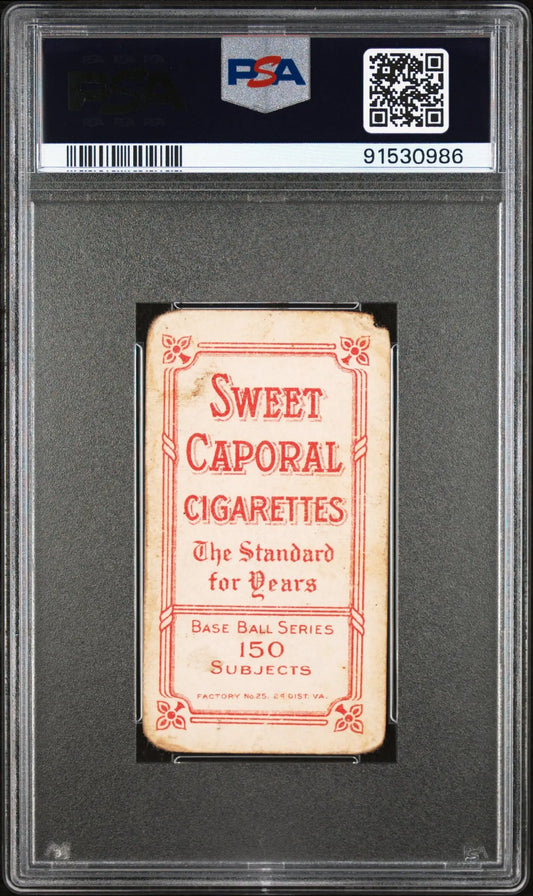 PSA
91530986
SWEET
CAPORAL
CIGARETTES
The Standard
for Years
BASE BALL SERIES
150
SUBJECTS
FACTORY No 25, 2d DIST. VA.